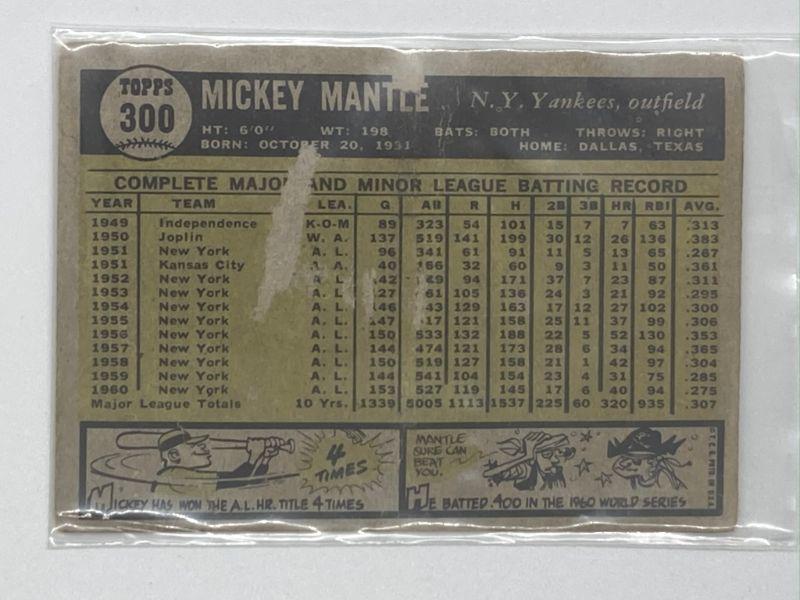 TOPPS
300
MICKEY MANTLE N.Y. Yankees, outfield
HT: 6'0" WT: 198 BATS: BOTH THROWS: RIGHT
BORN: OCTOBER 20, 1931 HOME: DALLAS, TEXAS
COMPLETE MAJOR AND MINOR LEAGUE BATTING RECORD
YEAR TEAM LEA. G AB R H 2B 3B HR RBI AVG.
1949 Independence K-O-M 89 323 54 101 15 7 7 63 .313
1950 Joplin W. A. 137 519 141 199 30 12 26 136 .383
1951 New York A. L. 96 341 61 91 11 5 13 65 .267
1951 Kansas City A. 40 166 32 60 9 3 11 50 .361
1952 New York A. L. 142 94 171 37 7 23 87 .311
1953 New York A. L. 127 105 136 24 3 21 92 .295
1954 New York A. L. 146 129 163 17 12 27 102 .300
1955 New York A. L. 147 121 158 25 11 37 99 .306
1956 New York A. L. 150 533 132 188 22 5 52 130 .353
1957 New York A. L. 144 474 121 173 28 6 34 94 .365
1958 New York A. L. 150 519 127 158 21 1 42 97 .304
1959 New York A. L. 144 541 104 154 23 4 31 75 .285
1960 New York A. L. 153 527 119 145 17 6 40 94 .275
Major League Totals 10 Yrs. 1339 5005 1113 1537 225 60 320 935 .307
4
TIMES
MICKEY HAS WON THE A.L. HR. TITLE 4 TIMES
MANTLE
SURE CAN
BEAT
YOU.
HE BATTED .400 IN THE 1960 WORLD SERIES
© T.C.G. PRTD. IN U.S.A.